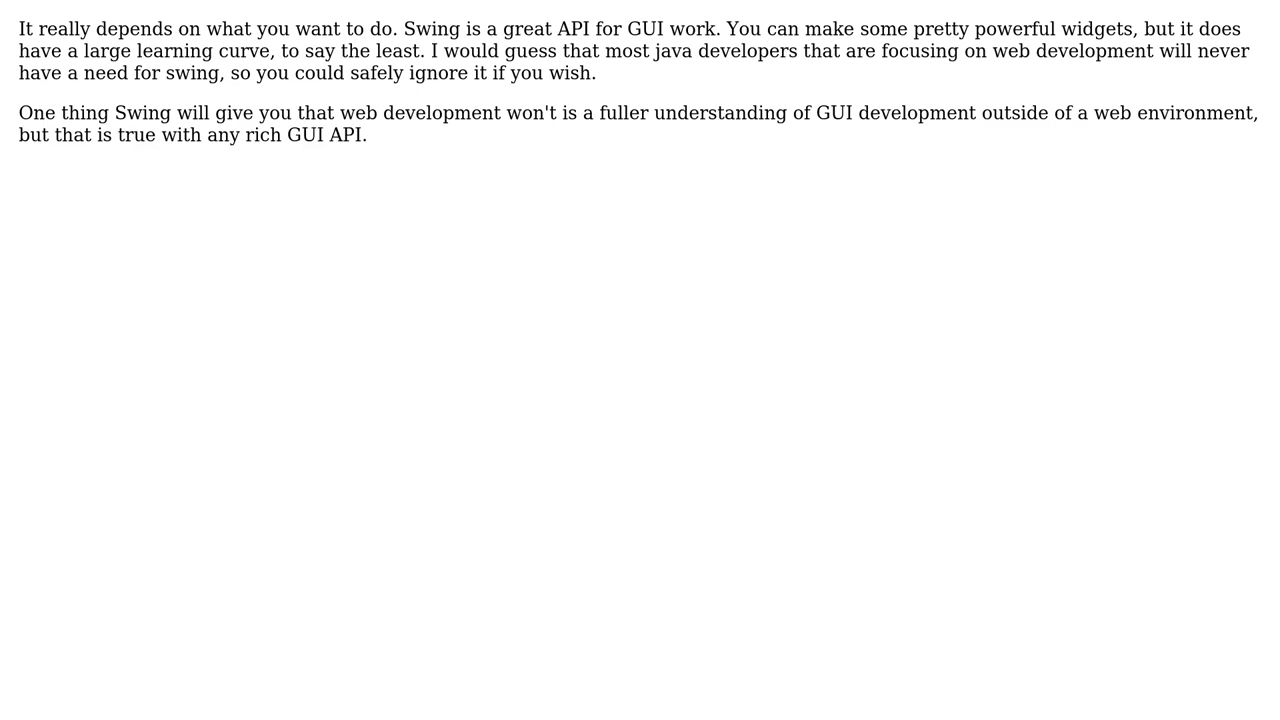 It really depends on what you want to do. Swing is a great API for GUI work. You can make some pretty powerful widgets, but it does
have a large learning curve, to say the least. I would guess that most java developers that are focusing on web development will never
have a need for swing, so you could safely ignore it if you wish.
One thing Swing will give you that web development won't is a fuller understanding of GUI development outside of a web environment,
but that is true with any rich GUI API.